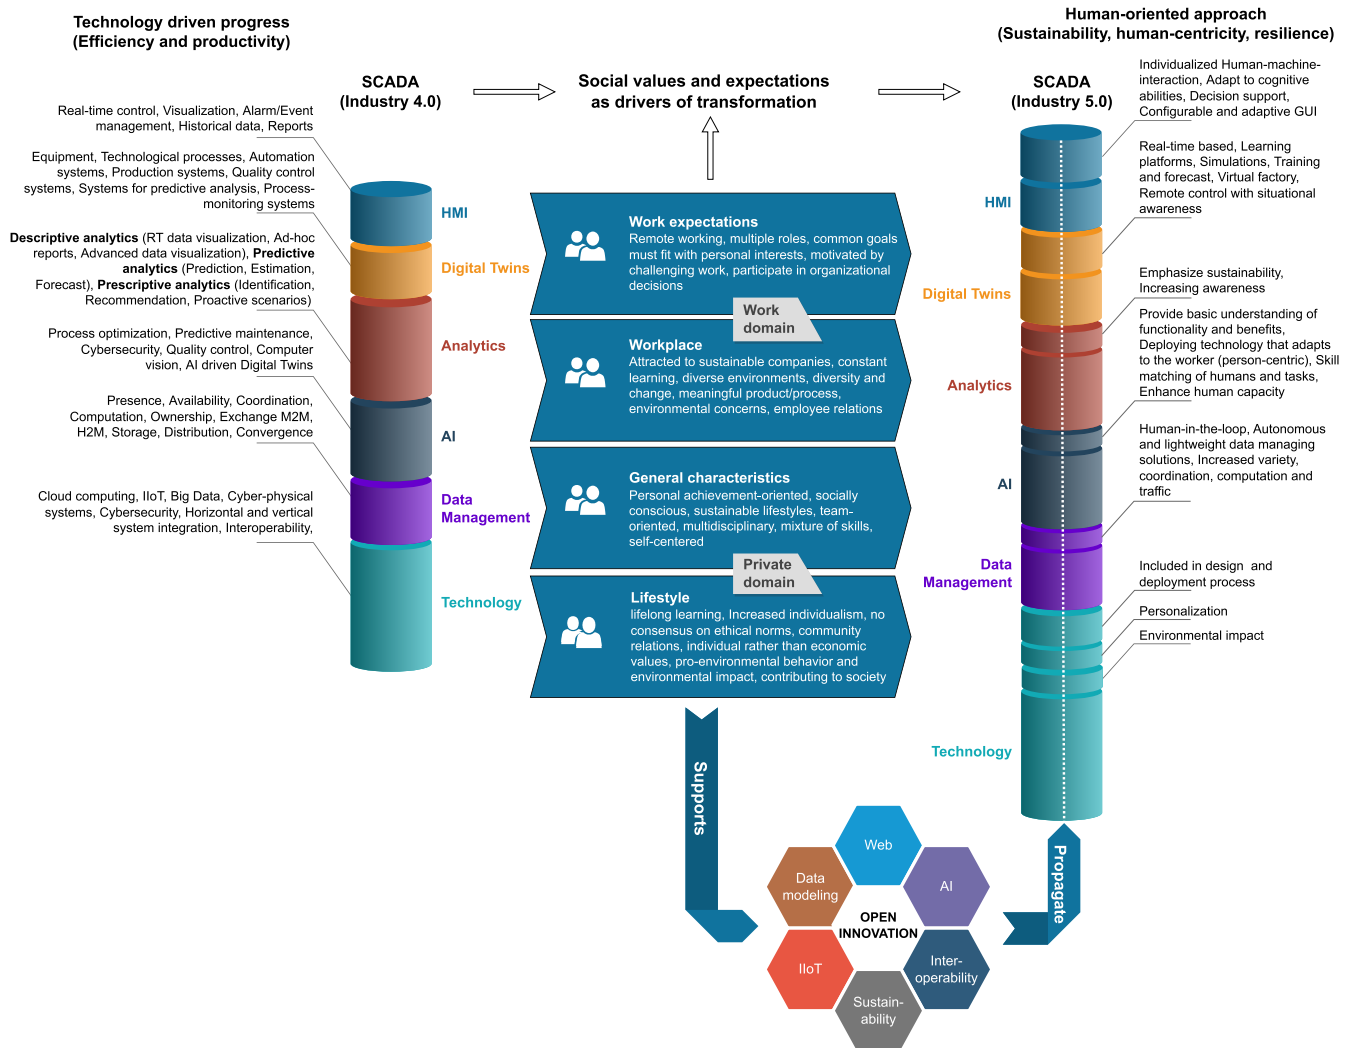 Technology driven progress
(Efficiency and productivity)
Human-oriented approach
(Sustainability, human-centricity, resilience)
SCADA
(Industry 4.0)
Social values and expectations
as drivers of transformation
SCADA
(Industry 5.0)
Real-time control, Visualization, Alarm/Event
management, Historical data, Reports
Equipment, Technological processes, Automation
systems, Production systems, Quality control
systems, Systems for predictive analysis, Process-
monitoring systems
Descriptive analytics (RT data visualization, Ad-hoc
reports, Advanced data visualization), Predictive
analytics (Prediction, Estimation,
Forecast), Prescriptive analytics (Identification,
Recommendation, Proactive scenarios)
Process optimization, Predictive maintenance,
Cybersecurity, Quality control, Computer
vision, AI driven Digital Twins
Presence, Availability, Coordination,
Computation, Ownership, Exchange M2M,
H2M, Storage, Distribution, Convergence
Cloud computing, IIoT, Big Data, Cyber-physical
systems, Cybersecurity, Horizontal and vertical
system integration, Interoperability,
HMI
Digital Twins
Analytics
AI
Data
Management
Technology
Work expectations
Remote working, multiple roles, common goals
must fit with personal interests, motivated by
challenging work, participate in organizational
decisions
Work
domain
Workplace
Attracted to sustainable companies, constant
learning, diverse environments, diversity and
change, meaningful product/process,
environmental concerns, employee relations
General characteristics
Personal achievement-oriented, socially
conscious, sustainable lifestyles, team-
oriented, multidisciplinary, mixture of skills,
self-centered
Private
domain
Lifestyle
lifelong learning, Increased individualism, no
consensus on ethical norms, community
relations, individual rather than economic
values, pro-environmental behavior and
environmental impact, contributing to society
HMI
Digital Twins
Analytics
AI
Data
Management
Technology
Individualized Human-machine-
interaction, Adapt to cognitive
abilities, Decision support,
Configurable and adaptive GUI
Real-time based, Learning
platforms, Simulations, Training
and forecast, Virtual factory,
Remote control with situational
awareness
Emphasize sustainability,
Increasing awareness
Provide basic understanding of
functionality and benefits,
Deploying technology that adapts
to the worker (person-centric), Skill
matching of humans and tasks,
Enhance human capacity
Human-in-the-loop, Autonomous
and lightweight data managing
solutions, Increased variety,
coordination, computation and
traffic
Included in design and
deployment process
Personalization
Environmental impact
Supports
Propagate
Web
Data
modeling
AI
OPEN
INNOVATION
IIoT
Inter-
operability
Sustain-
ability